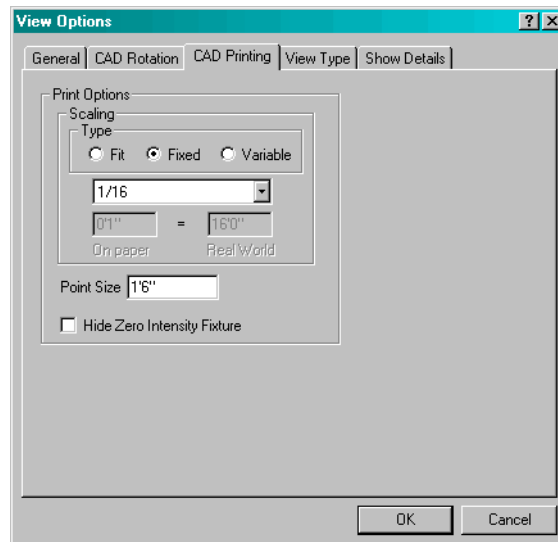 View Options
General CAD Rotation CAD Printing View Type Show Details
Print Options
Scaling
Type
Fit Fixed Variable
1/16
0'1" = 16'0"
On paper Real World
Point Size 1'6"
Hide Zero Intensity Fixture
OK Cancel